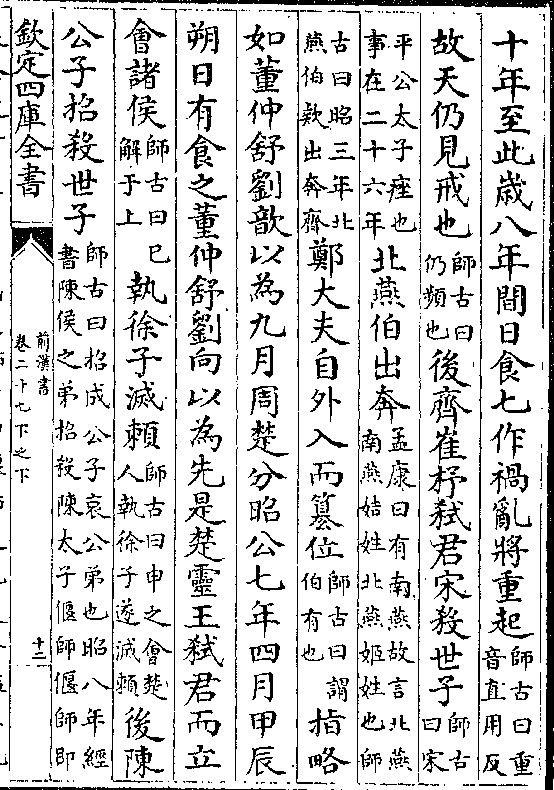 十年至此歲八年間日食七作禍亂將重起師古曰重音直用反
故天仍見戒也師古曰仍頻也後齊崔杼弑君宋殺世子師古曰宋
平公太子痤也事在二十六年北燕伯出奔孟康曰有南燕故言北燕南燕姞姓北燕姬姓也師
古曰昭三年北燕伯欵出奔齊鄭大夫自外入而篡位師古曰謂伯有也指略
如董仲舒劉歆以為九月周楚分昭公七年四月甲辰
朔日有食之董仲舒劉向以為先是楚靈王弑君而立
會諸侯師古曰已解于上執徐子滅賴師古曰申之會楚人執徐子遂滅賴後陳
公子招殺世子師古曰招成公子哀公弟也昭八年經書陳侯之弟招殺陳太子偃師偃師即
欽定四庫全書
前漢書
卷二十七下之下
十二